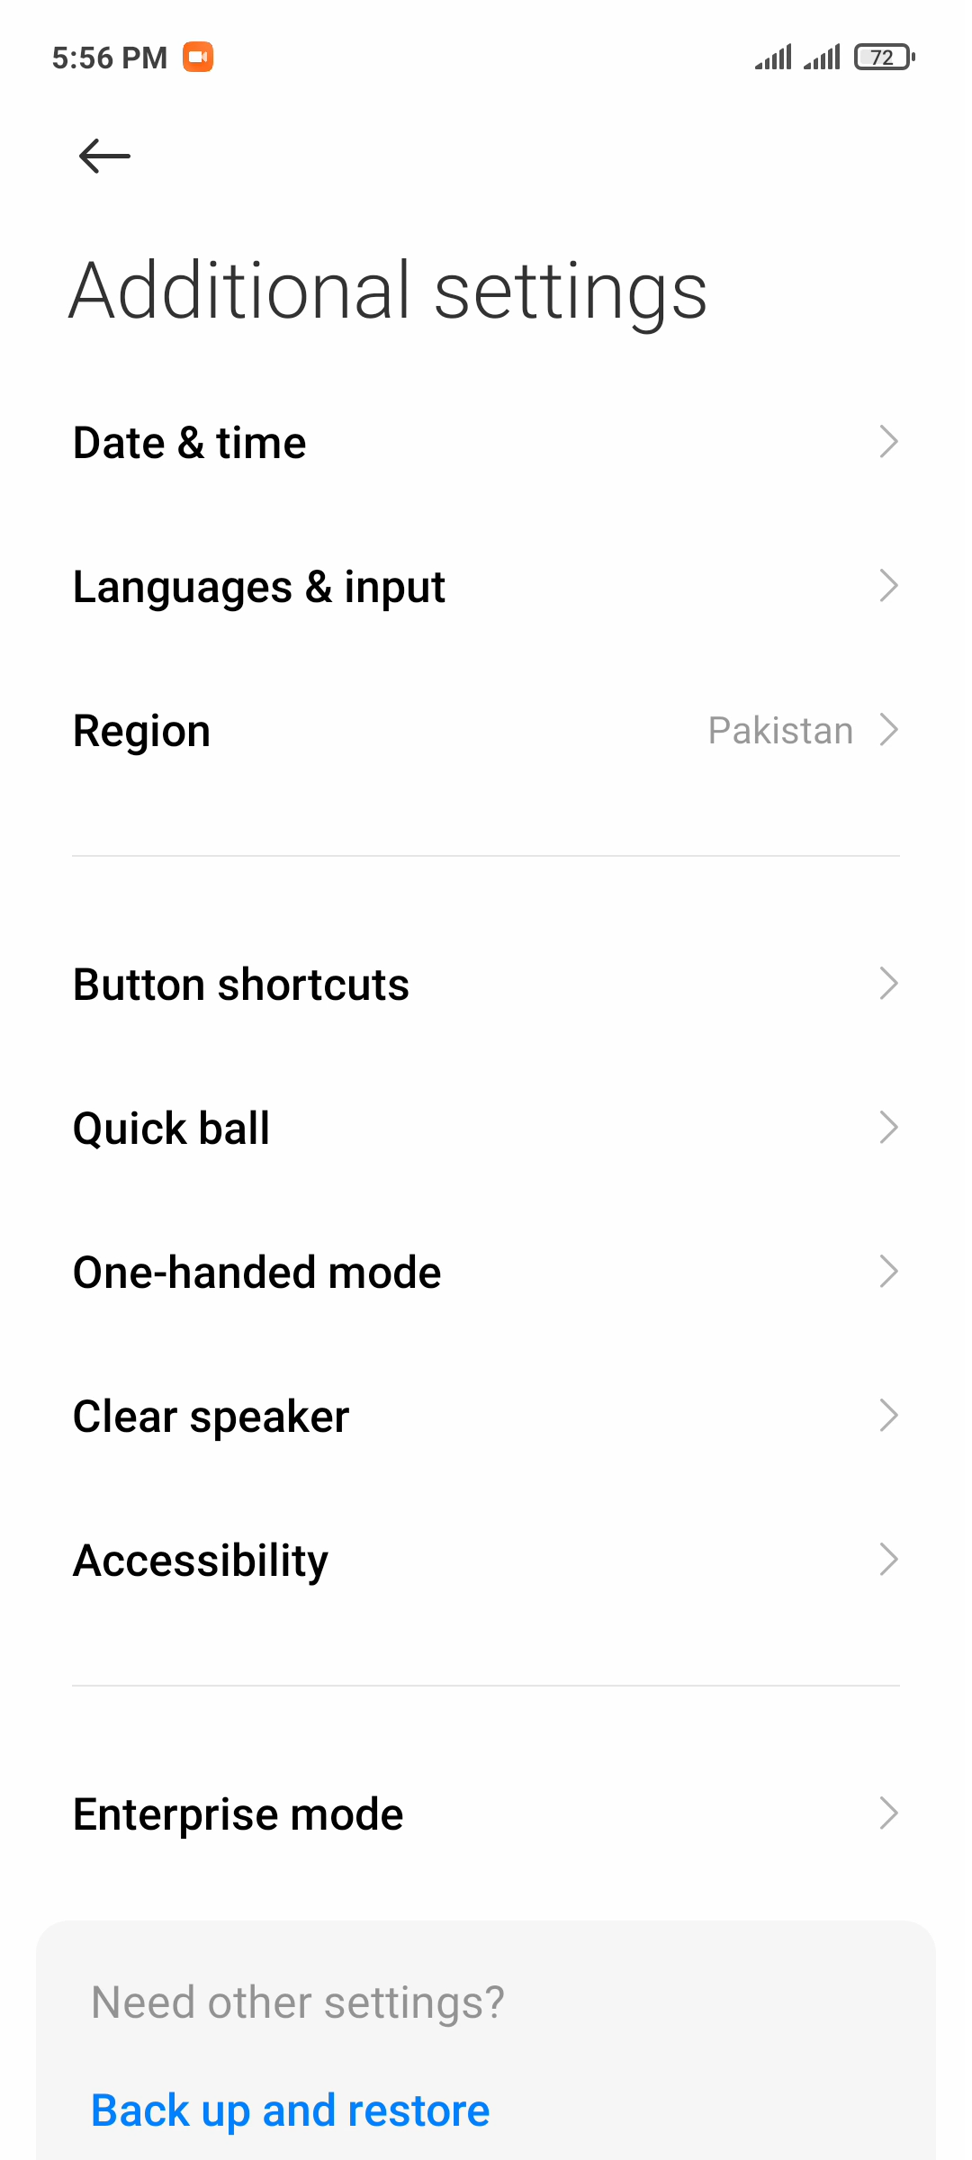 5:56 PM 72
Additional settings
Date & time
Languages & input
Region Pakistan
Button shortcuts
Quick ball
One-handed mode
Clear speaker
Accessibility
Enterprise mode
Need other settings?
Back up and restore